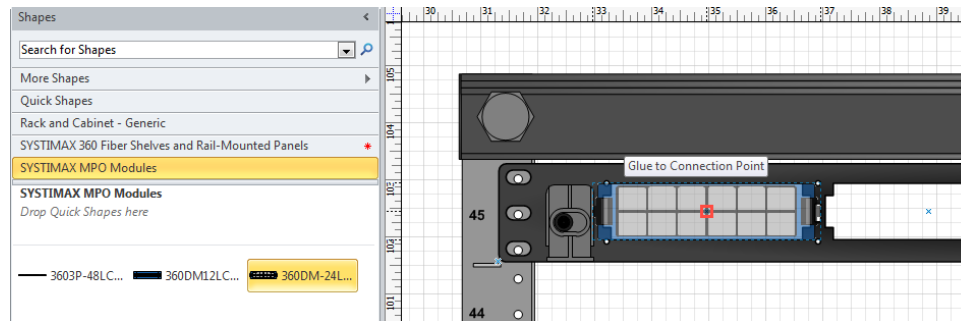 Shapes
Search for Shapes
More Shapes
Quick Shapes
Rack and Cabinet - Generic
SYSTIMAX 360 Fiber Shelves and Rail-Mounted Panels
SYSTIMAX MPO Modules
SYSTIMAX MPO Modules
Drop Quick Shapes here
3603P-48LC... 360DM12LC... 360DM-24L...
30 31 32 33 34 35 36 37 38 39
105
104
103
102
101
Glue to Connection Point
45
44